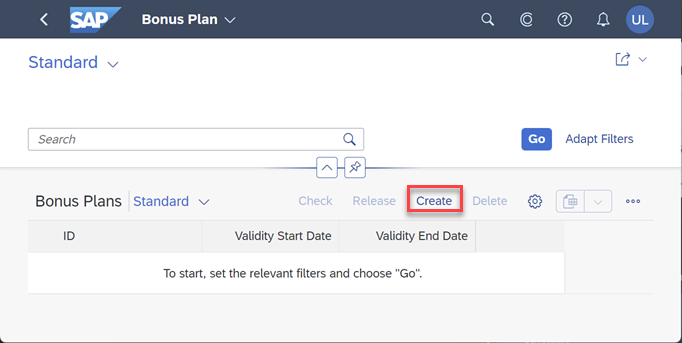 SAP Bonus Plan UL
Standard
Search Go Adapt Filters
Bonus Plans Standard Check Release Create Delete
ID Validity Start Date Validity End Date
To start, set the relevant filters and choose "Go".